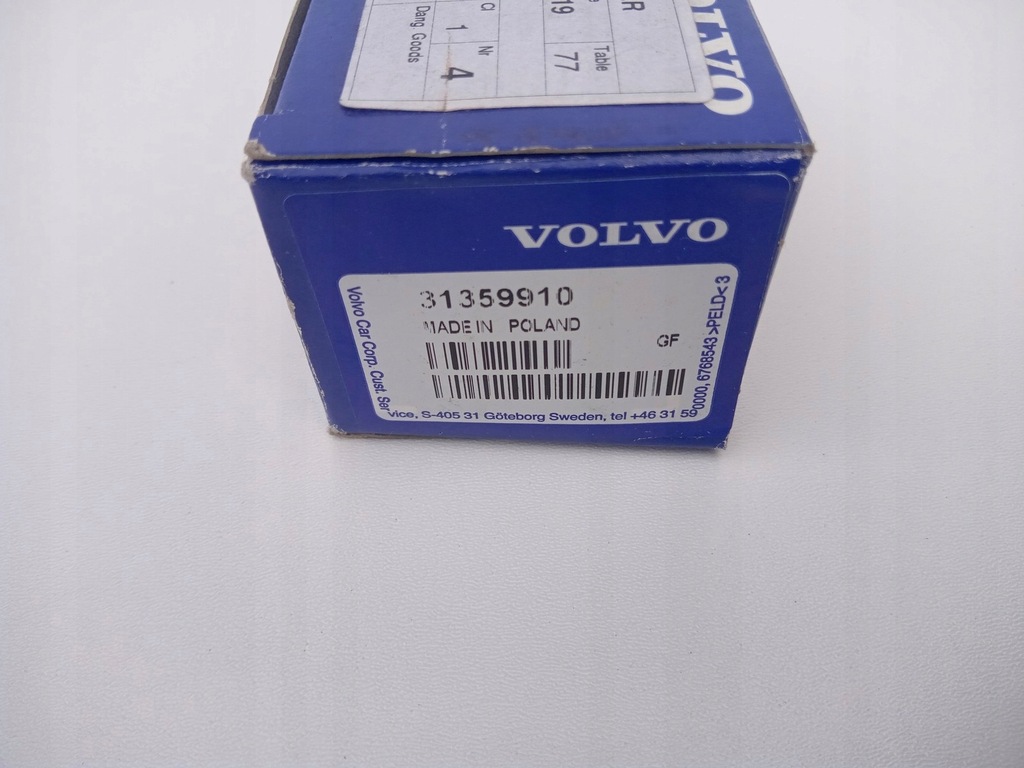 VOLVO
R
19
Table
77
Cl
1
Nr
4
Dang Goods
VOLVO
31359910
MADE IN POLAND
GF
Volvo Car Corp. Cust. Service, S-405 31 Göteborg Sweden, tel +46 31 590000, 6768543 >PELD< 3